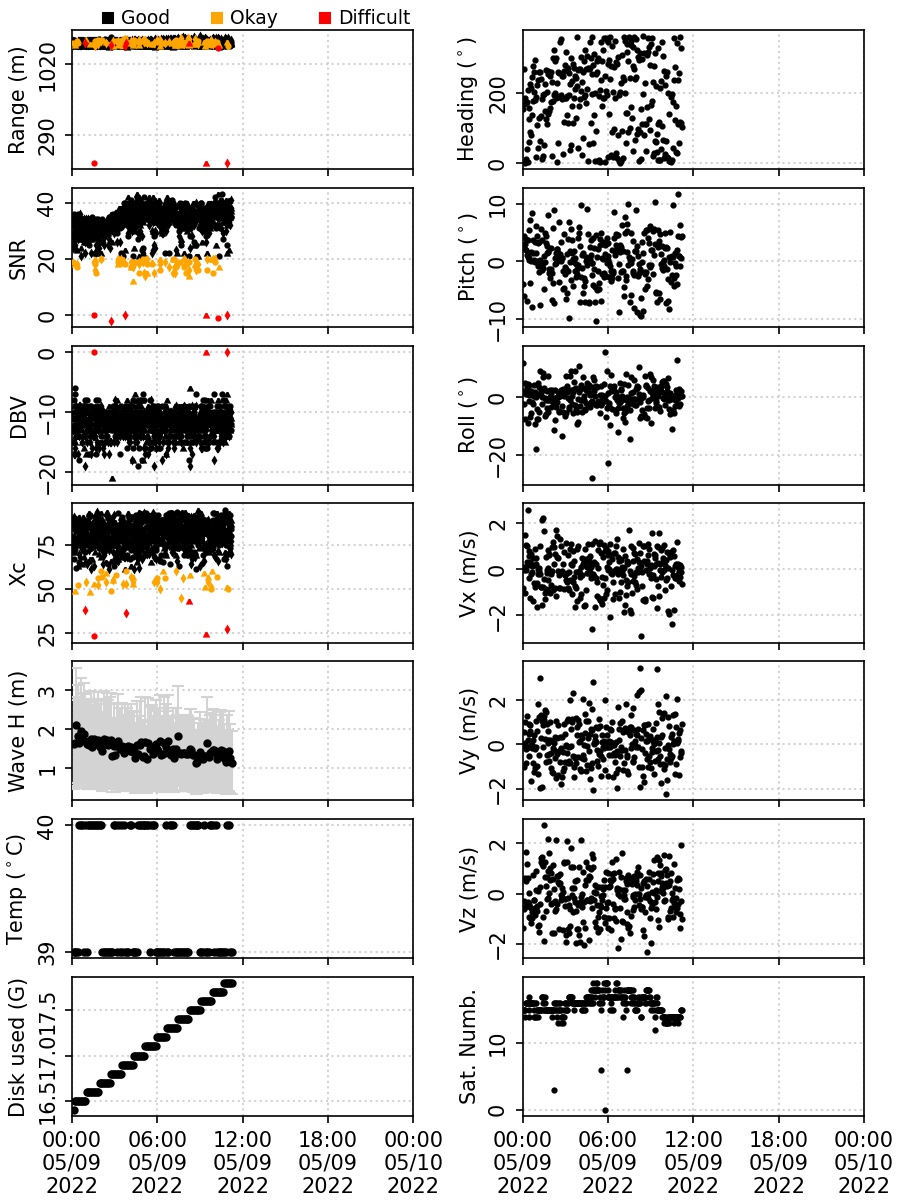 Good Okay Difficult
Range (m)
1020
290
Heading (°)
200
0
SNR
40
20
0
Pitch (°)
10
0
−10
DBV
0
−10
−20
Roll (°)
0
−20
Xc
75
50
25
Vx (m/s)
2
0
−2
Wave H (m)
3
2
1
Vy (m/s)
2
0
−2
Temp (°C)
40
39
Vz (m/s)
2
0
−2
Disk used (G)
17.5
17.0
16.5
Sat. Numb.
10
0
00:00 06:00 12:00 18:00 00:00
05/09 05/09 05/09 05/09 05/10
2022 2022 2022 2022 2022
00:00 06:00 12:00 18:00 00:00
05/09 05/09 05/09 05/09 05/10
2022 2022 2022 2022 2022